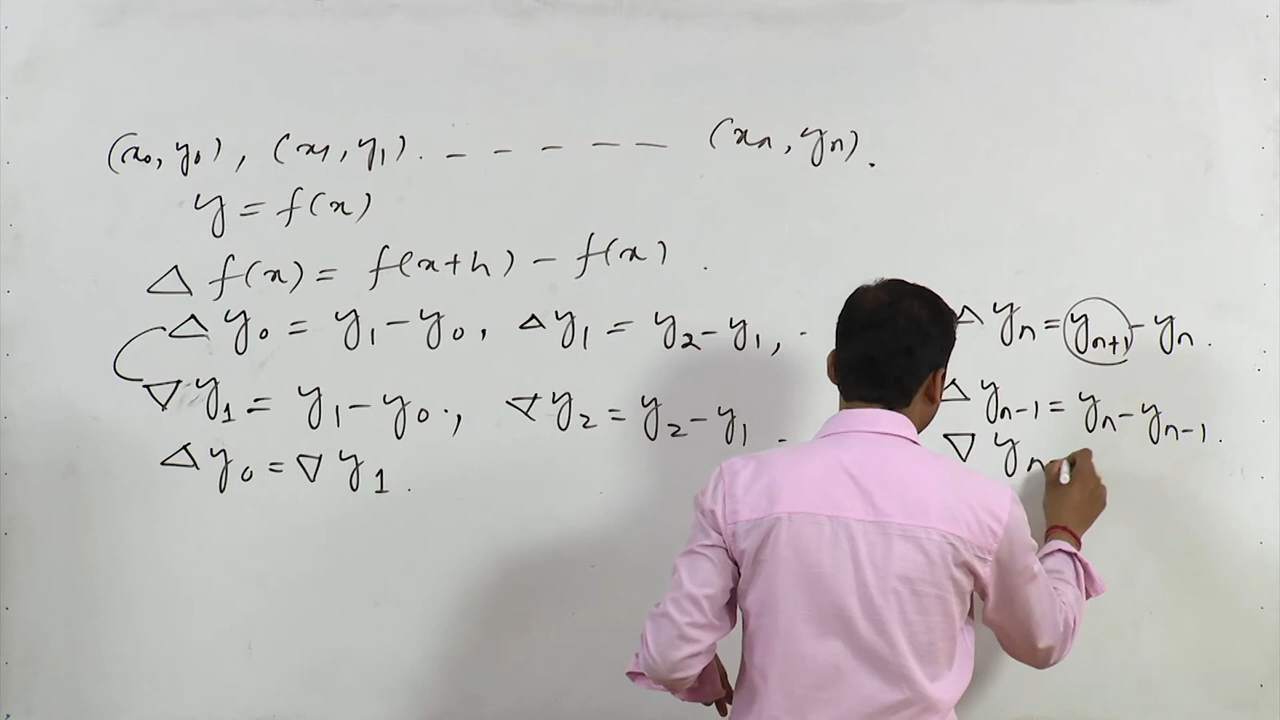 (x₀, y₀), (x₁, y₁). – – – – – (xₙ, yₙ).
y = f(x)
Δ f(x) = f(x+h) – f(x).
Δ y₀ = y₁ – y₀, Δ y₁ = y₂ – y₁, - Δ yₙ = yₙ₊₁ – yₙ.
∇ y₁ = y₁ – y₀., ∇ y₂ = y₂ – y₁ - Δ yₙ₋₁ = yₙ – yₙ₋₁.
Δ y₀ = ∇ y₁. ∇ yₙ